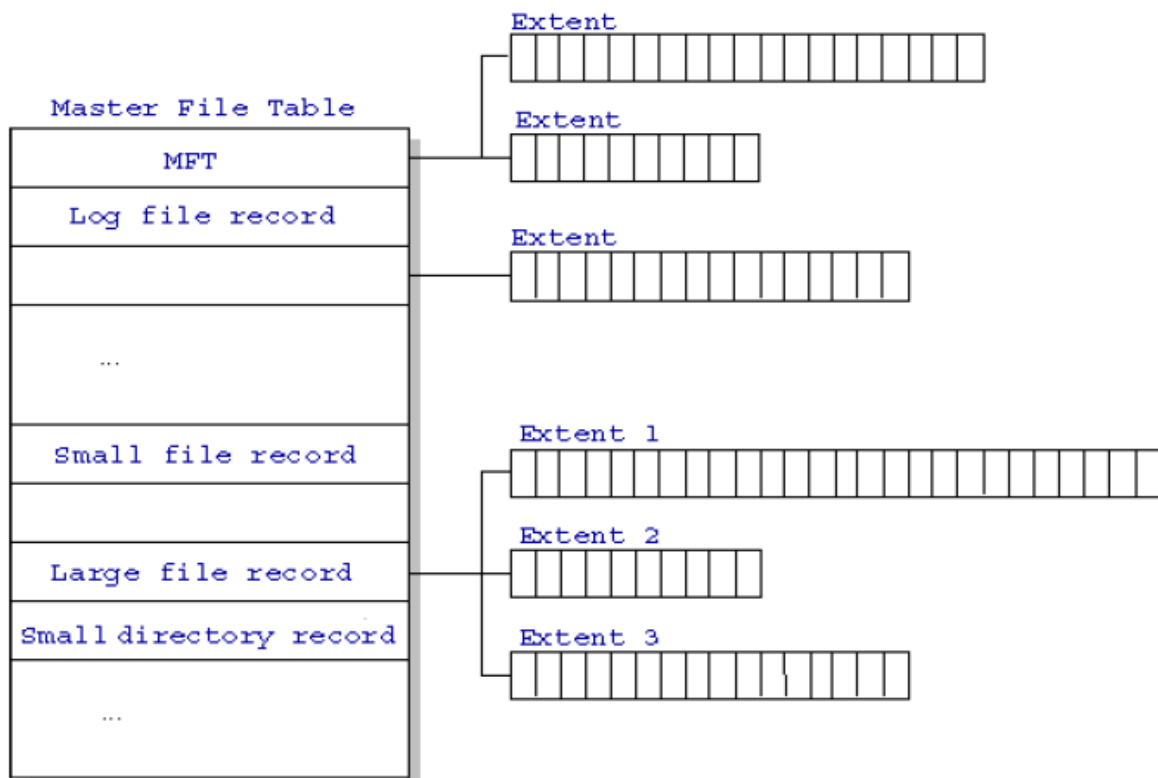 Extent
Master File Table
Extent
MFT
Log file record
Extent
...
Extent 1
Small file record
Extent 2
Large file record
Small directory record
Extent 3
...